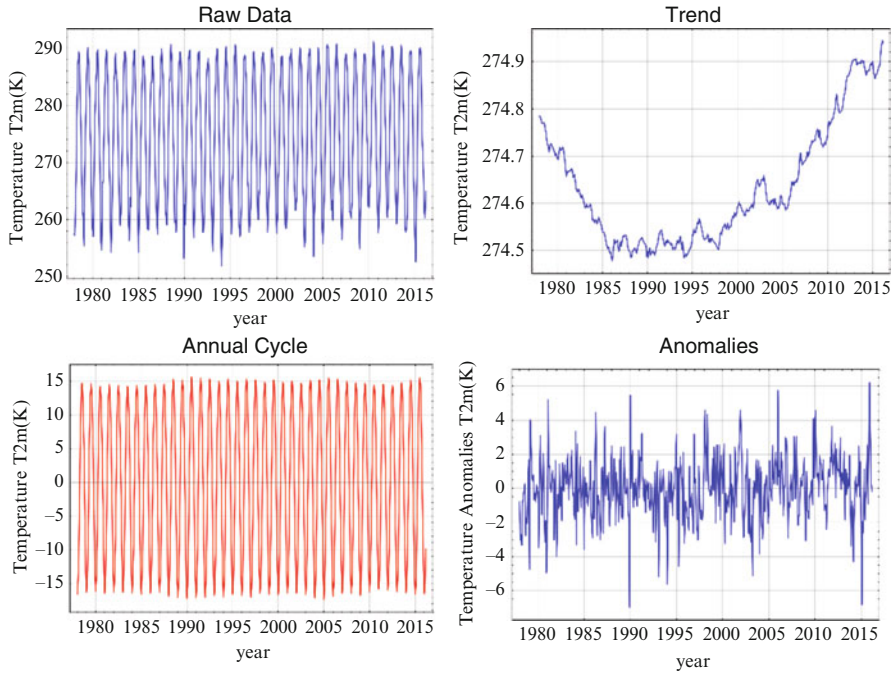 Raw Data
Temperature T2m(K)
290
280
270
260
250
1980 1985 1990 1995 2000 2005 2010 2015
year
Trend
Temperature T2m(K)
274.9
274.8
274.7
274.6
274.5
1980 1985 1990 1995 2000 2005 2010 2015
year
Annual Cycle
Temperature T2m(K)
15
10
5
0
−5
−10
−15
1980 1985 1990 1995 2000 2005 2010 2015
year
Anomalies
Temperature Anomalies T2m(K)
6
4
2
0
−2
−4
−6
1980 1985 1990 1995 2000 2005 2010 2015
year